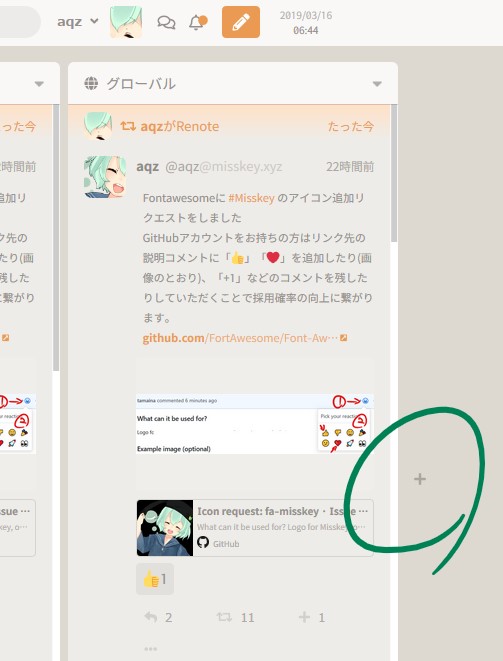 aqz
2019/03/16
06:44
グローバル
った今
aqzがRenote
たった今
時間前
aqz @aqz@misskey.xyz
22時間前
追加リ
Fontawesomeに #Misskey のアイコン追加リ
クエストをしました
ク先の
GitHubアカウントをお持ちの方はリンク先の
たり(画
説明コメントに「👍」「❤」を追加したり(画
残した
像のとおり)、「+1」などのコメントを残した
に繋がり
りしていただくことで採用確率の向上に繋がり
ます。
github.com/FortAwesome/Font-Aw…
tamaina commented 6 minutes ago
What can it be used for?
Logo fc
Example image (optional)
Pick your reaction
①
②
ssue …
Icon request: fa-misskey · Issue …
key, o…
What can it be used for? Logo for Misskey, o…
GitHub
👍1
2
11
1